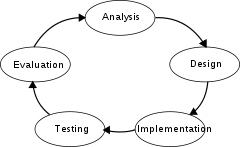 Analysis
Design
Implementation
Testing
Evaluation